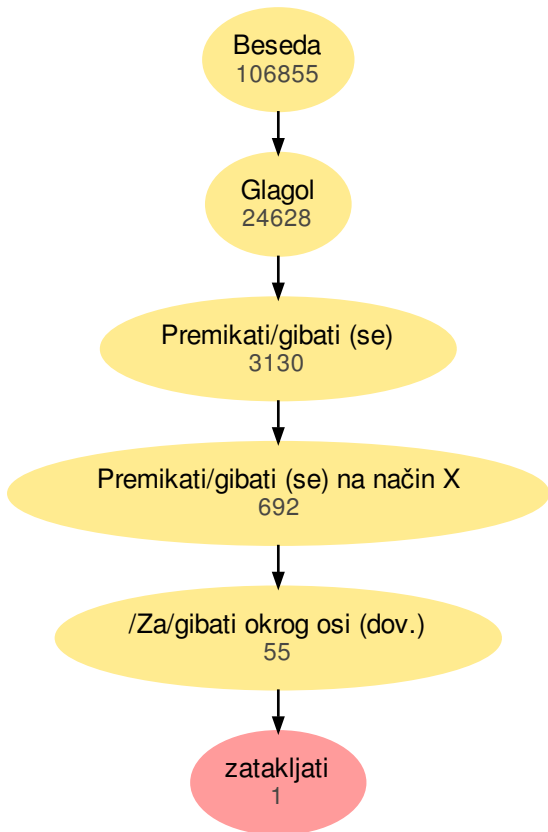 Beseda
106855
Glagol
24628
Premikati/gibati (se)
3130
Premikati/gibati (se) na način X
692
/Za/gibati okrog osi (dov.)
55
zatakljati
1